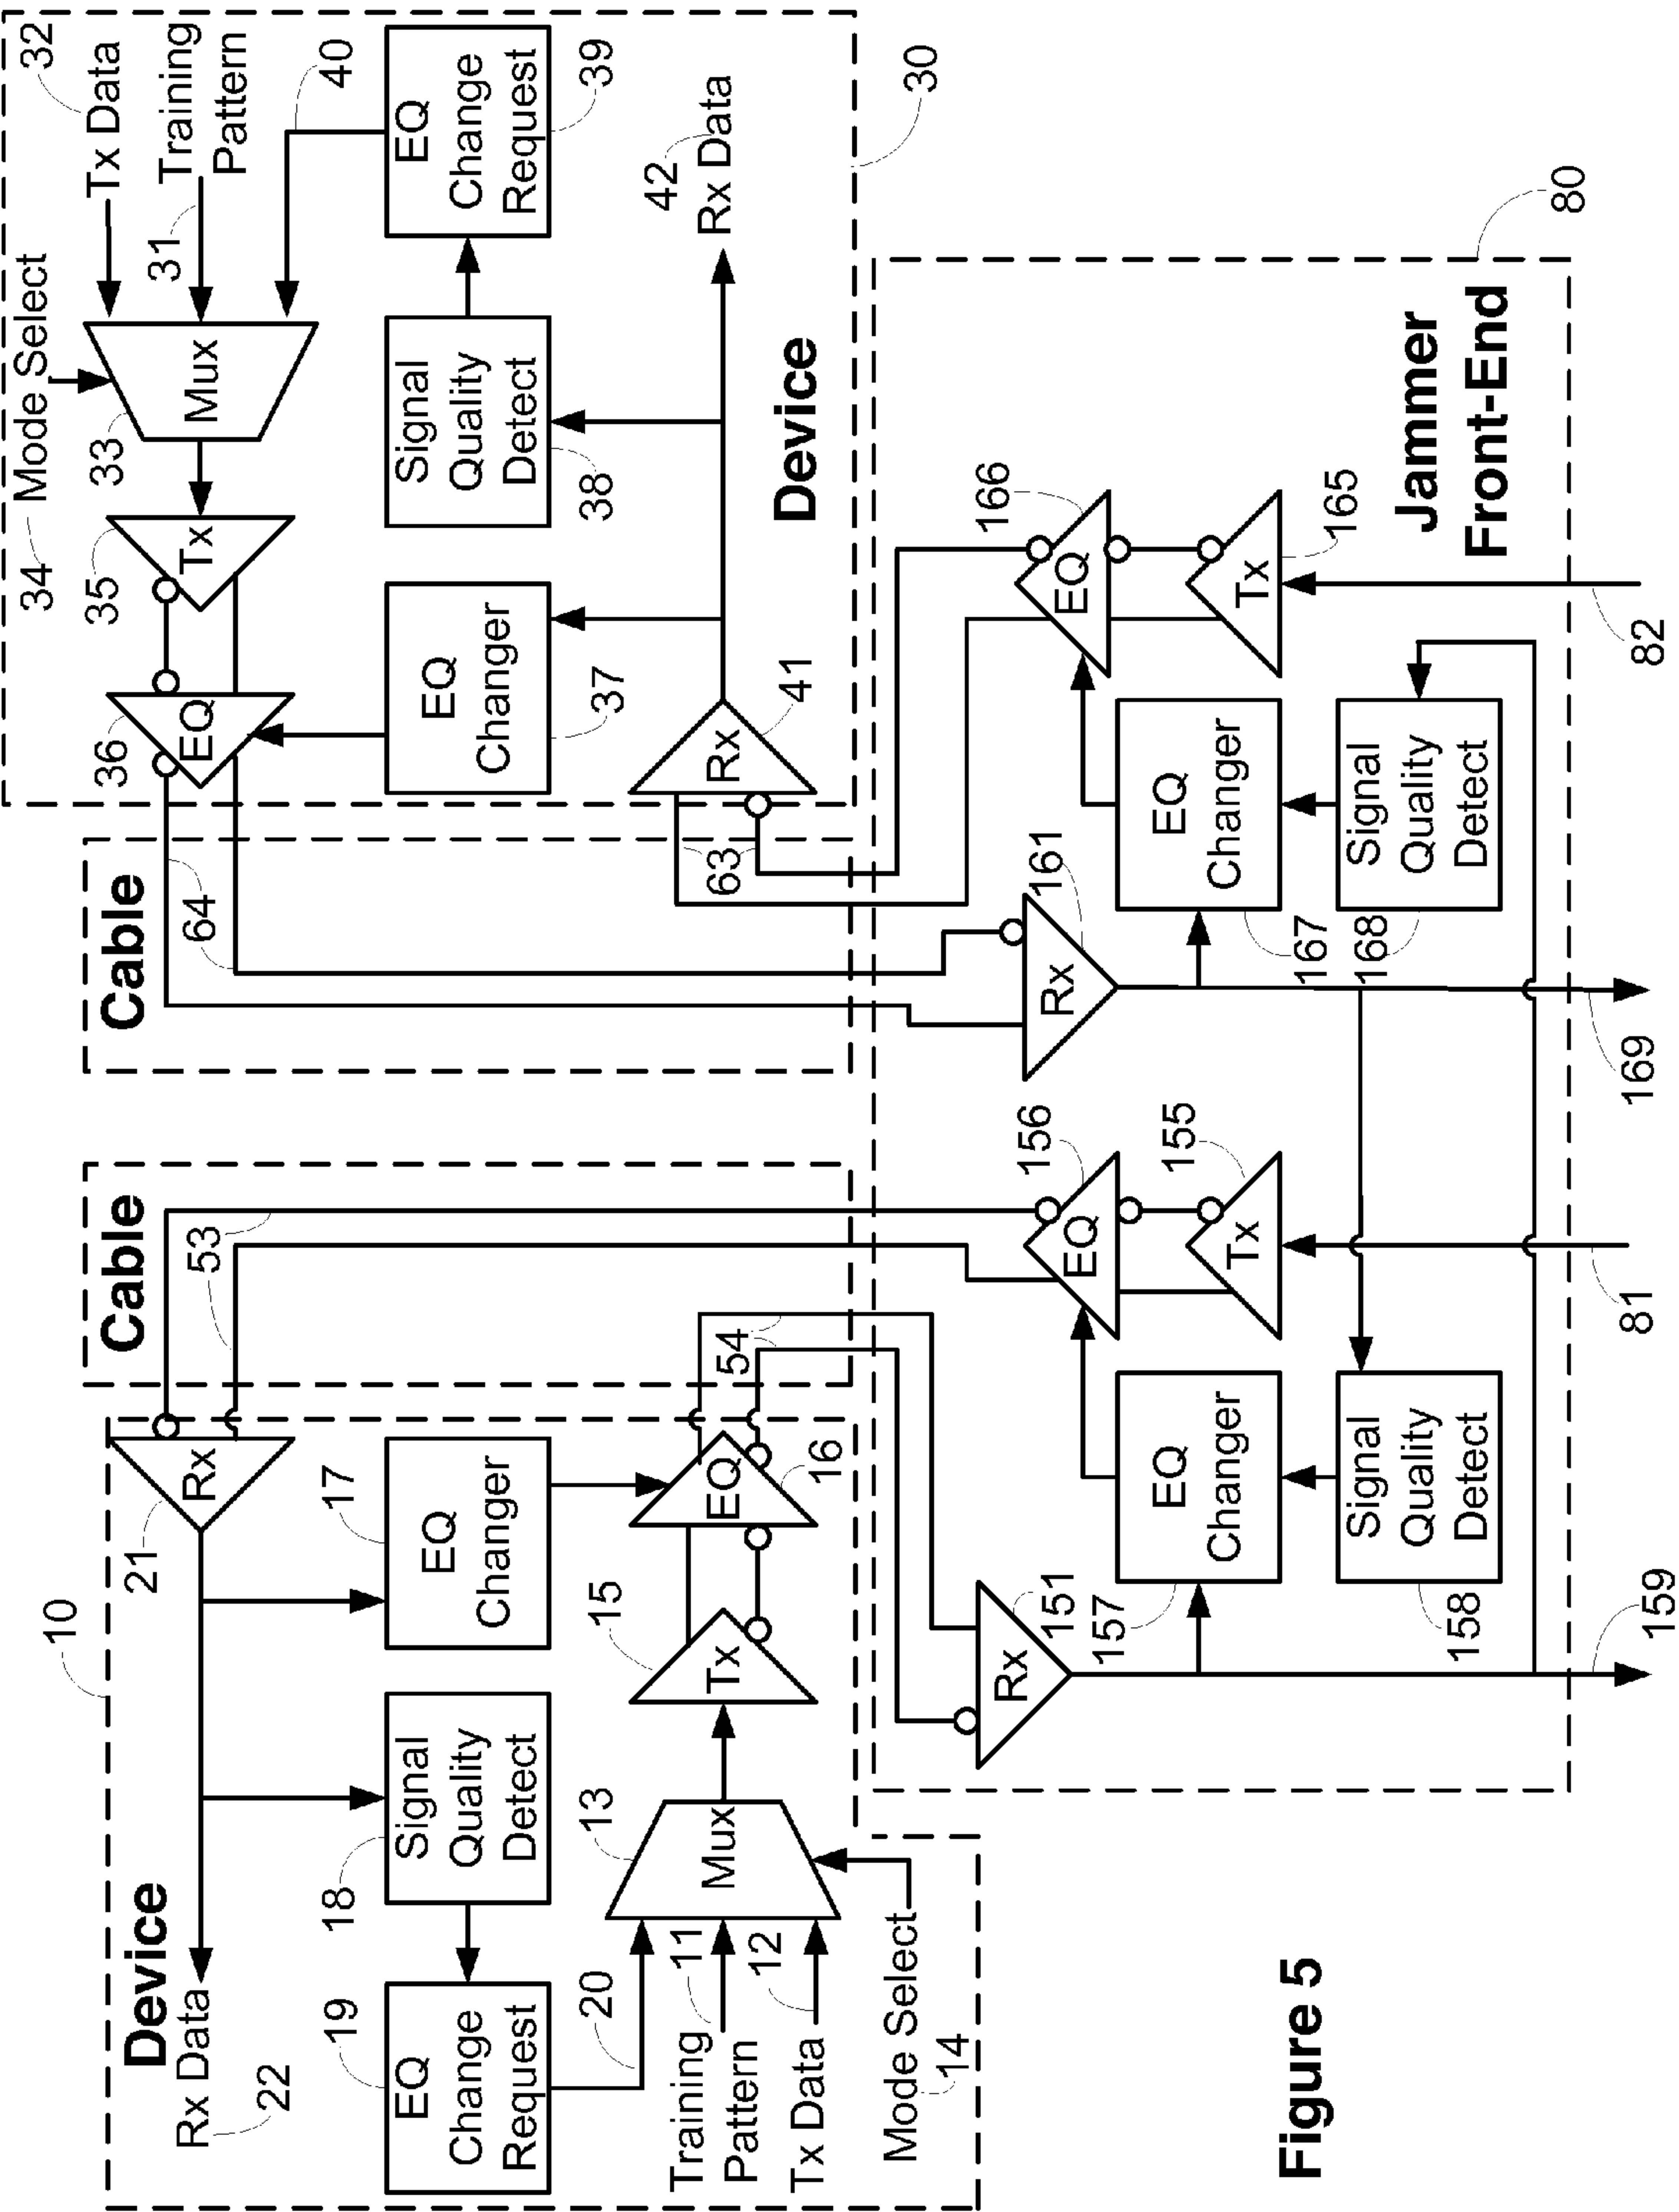 10
Device
Rx Data
22
21
Rx
17
EQ
Changer
18
Signal
Quality
Detect
19
EQ
Change
Request
20
Training
Pattern
11
Tx Data
12
Mode Select
14
13
Mux
15
Tx
EQ
16
Cable
53
54
Cable
64
63
34
Mode Select
32
Tx Data
31
Training
Pattern
33
Mux
35
Tx
36
EQ
40
EQ
Change
Request
39
Signal
Quality
Detect
38
EQ
Changer
37
Rx
41
42
Rx Data
Device
30
80
Jammer
Front-End
Rx
151
157
EQ
Changer
Signal
Quality
Detect
158
159
156
EQ
155
Tx
81
Rx
161
EQ
Changer
167
Signal
Quality
Detect
168
169
166
EQ
Tx
165
82
Figure 5